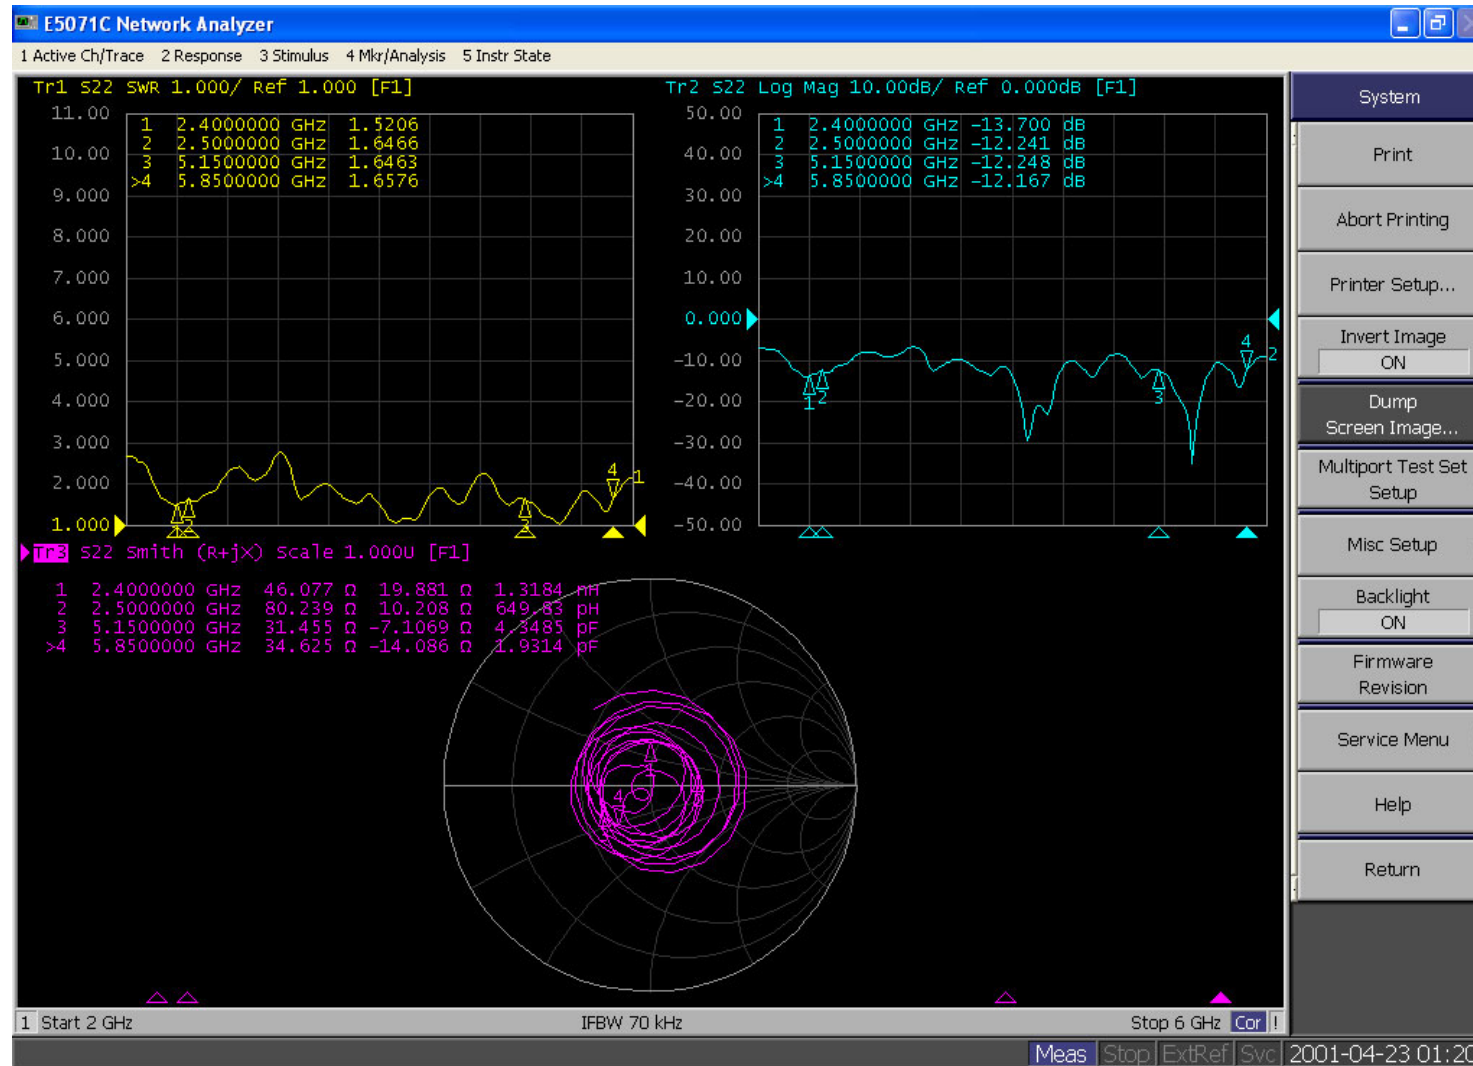 E5071C Network Analyzer
1 Active Ch/Trace 2 Response 3 Stimulus 4 Mkr/Analysis 5 Instr State
Tr1 S22 SWR 1.000/ Ref 1.000 [F1]
11.00
10.00
9.000
8.000
7.000
6.000
5.000
4.000
3.000
2.000
1.000
1 2.4000000 GHz 1.5206
2 2.5000000 GHz 1.6466
3 5.1500000 GHz 1.6463
>4 5.8500000 GHz 1.6576
4
1
2
3
Tr2 S22 Log Mag 10.00dB/ Ref 0.000dB [F1]
50.00
40.00
30.00
20.00
10.00
0.000
-10.00
-20.00
-30.00
-40.00
-50.00
1 2.4000000 GHz -13.700 dB
2 2.5000000 GHz -12.241 dB
3 5.1500000 GHz -12.248 dB
>4 5.8500000 GHz -12.167 dB
4
2
1 2
3
Tr3 S22 Smith (R+jX) Scale 1.000U [F1]
1 2.4000000 GHz 46.077 Ω 19.881 Ω 1.3184 nH
2 2.5000000 GHz 80.239 Ω 10.208 Ω 649.83 pH
3 5.1500000 GHz 31.455 Ω -7.1069 Ω 4.3485 pF
>4 5.8500000 GHz 34.625 Ω -14.086 Ω 1.9314 pF
1
4
1 Start 2 GHz
IFBW 70 kHz
Stop 6 GHz Cor !
Meas Stop ExtRef Svc 2001-04-23 01:20
System
Print
Abort Printing
Printer Setup...
Invert Image
ON
Dump
Screen Image...
Multiport Test Set
Setup
Misc Setup
Backlight
ON
Firmware
Revision
Service Menu
Help
Return